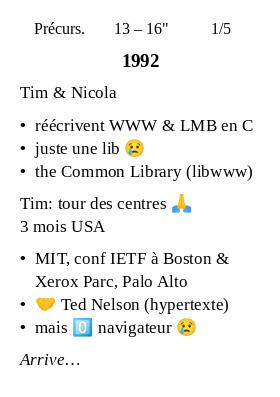 Précurs. 13 – 16" 1/5
1992
Tim & Nicola
• réécrivent WWW & LMB en C
• juste une lib 😢
• the Common Library (libwww)
Tim: tour des centres 🙏
3 mois USA
• MIT, conf IETF à Boston &
Xerox Parc, Palo Alto
• 🤝 Ted Nelson (hypertexte)
• mais 0️⃣ navigateur 😢
Arrive…